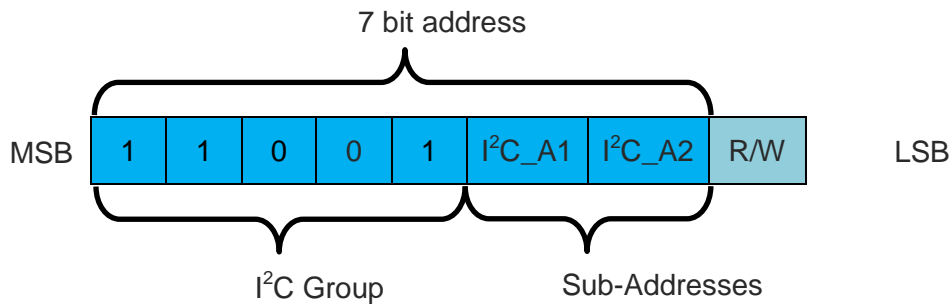 7 bit address
MSB 1 1 0 0 1 I²C_A1 I²C_A2 R/W LSB
I²C Group Sub-Addresses